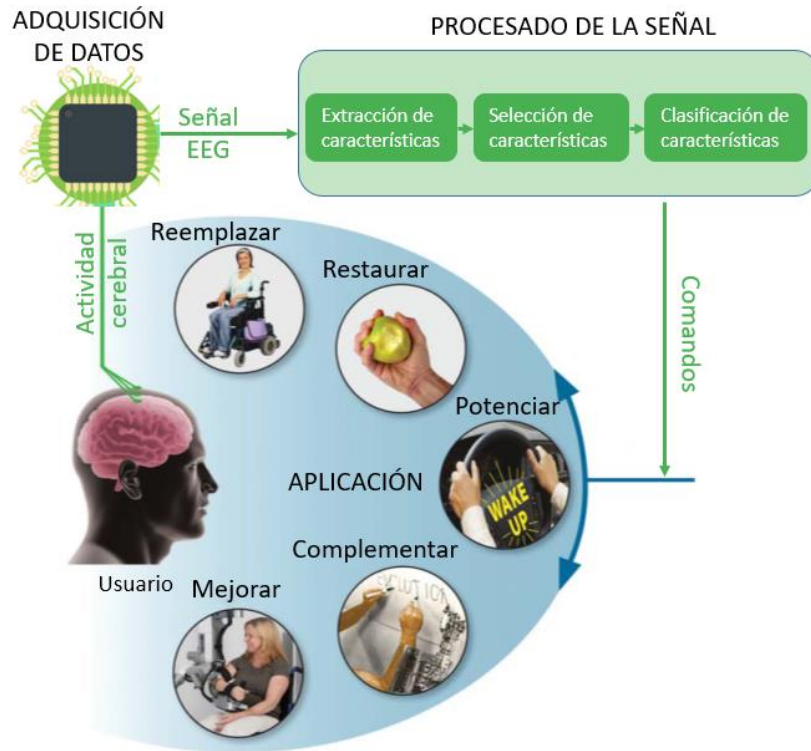 ADQUISICIÓN
DE DATOS
PROCESADO DE LA SEÑAL
Señal
EEG
Extracción de
características
Selección de
características
Clasificación de
características
Actividad
cerebral
Comandos
Reemplazar
Restaurar
Potenciar
WAKE
UP
APLICACIÓN
Complementar
Usuario
Mejorar